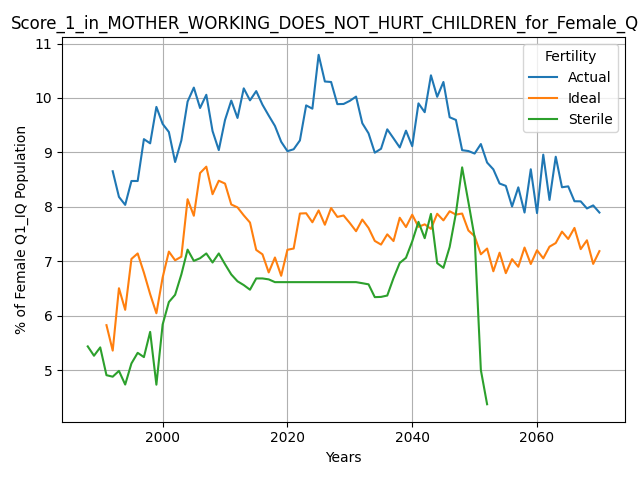 Score_1_in_MOTHER_WORKING_DOES_NOT_HURT_CHILDREN_for_Female_Q
11
10
9
8
7
6
5
% of Female Q1_IQ Population
Fertility
Actual
Ideal
Sterile
2000
2020
2040
2060
Years